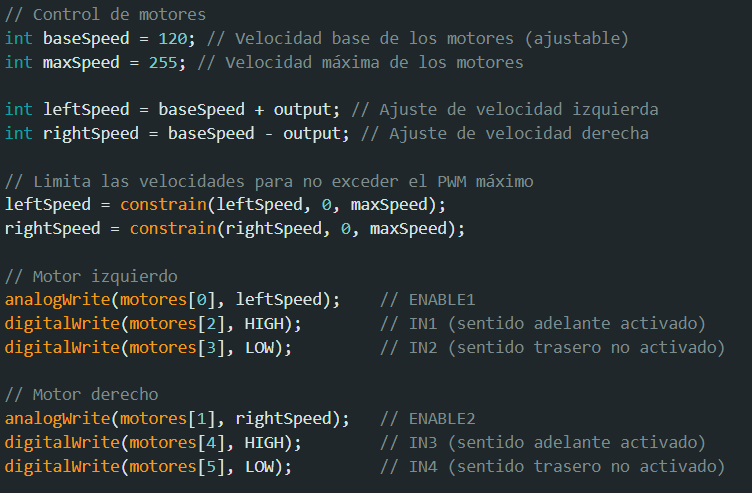 // Control de motores
int baseSpeed = 120; // Velocidad base de los motores (ajustable)
int maxSpeed = 255; // Velocidad máxima de los motores
int leftSpeed = baseSpeed + output; // Ajuste de velocidad izquierda
int rightSpeed = baseSpeed - output; // Ajuste de velocidad derecha
// Limita las velocidades para no exceder el PWM máximo
leftSpeed = constrain(leftSpeed, 0, maxSpeed);
rightSpeed = constrain(rightSpeed, 0, maxSpeed);
// Motor izquierdo
analogWrite(motores[0], leftSpeed);    // ENABLE1
digitalWrite(motores[2], HIGH);        // IN1 (sentido adelante activado)
digitalWrite(motores[3], LOW);         // IN2 (sentido trasero no activado)
// Motor derecho
analogWrite(motores[1], rightSpeed);   // ENABLE2
digitalWrite(motores[4], HIGH);        // IN3 (sentido adelante activado)
digitalWrite(motores[5], LOW);         // IN4 (sentido trasero no activado)